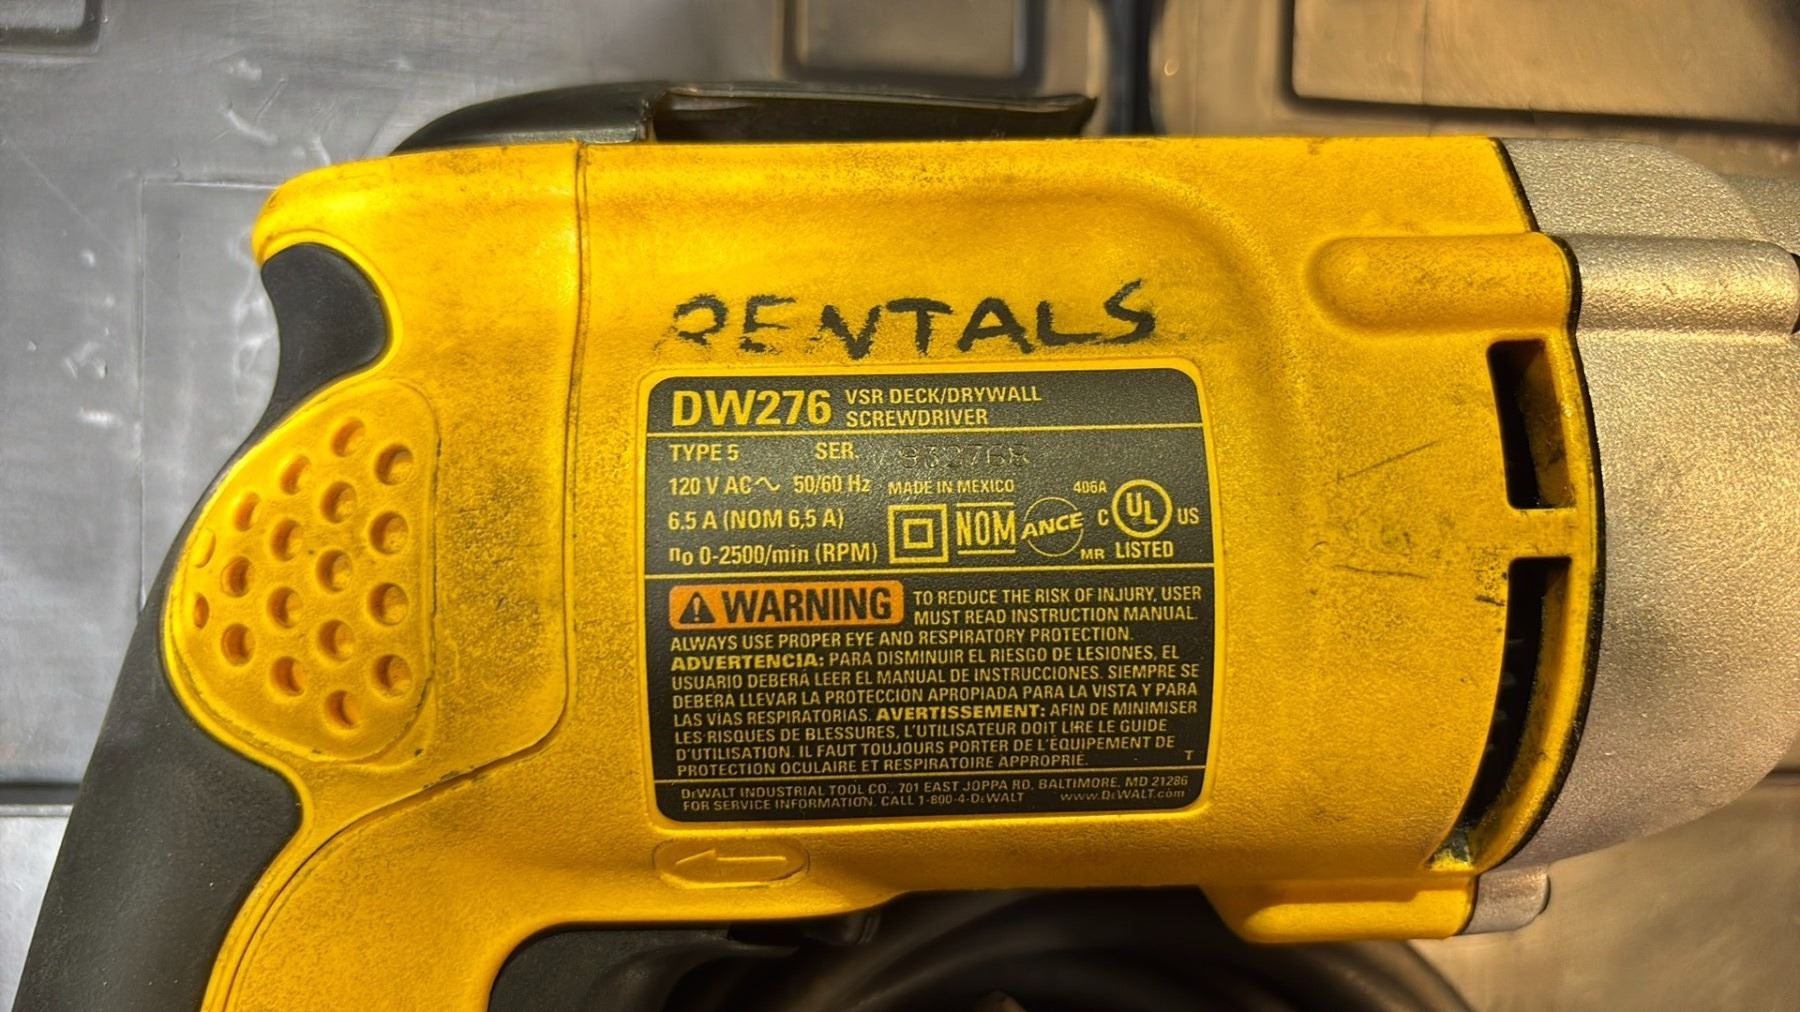 RENTALS
DW276 VSR DECK/DRYWALL
SCREWDRIVER
TYPE 5 SER.
120 V AC ~ 50/60 Hz MADE IN MEXICO 406A
6.5 A (NOM 6,5 A) NOM ANCE C UL US
no 0-2500/min (RPM) MR LISTED
WARNING TO REDUCE THE RISK OF INJURY, USER
MUST READ INSTRUCTION MANUAL.
ALWAYS USE PROPER EYE AND RESPIRATORY PROTECTION.
ADVERTENCIA: PARA DISMINUIR EL RIESGO DE LESIONES, EL
USUARIO DEBERÁ LEER EL MANUAL DE INSTRUCCIONES. SIEMPRE SE
DEBERÁ LLEVAR LA PROTECCIÓN APROPIADA PARA LA VISTA Y PARA
LAS VÍAS RESPIRATORIAS. AVERTISSEMENT: AFIN DE MINIMISER
LES RISQUES DE BLESSURES, L'UTILISATEUR DOIT LIRE LE GUIDE
D'UTILISATION. IL FAUT TOUJOURS PORTER DE L'ÉQUIPEMENT DE
PROTECTION OCULAIRE ET RESPIRATOIRE APPROPRIE. T
DeWALT INDUSTRIAL TOOL CO., 701 EAST JOPPA RD, BALTIMORE, MD 21286
FOR SERVICE INFORMATION, CALL 1-800-4-DeWALT www.DeWALT.com